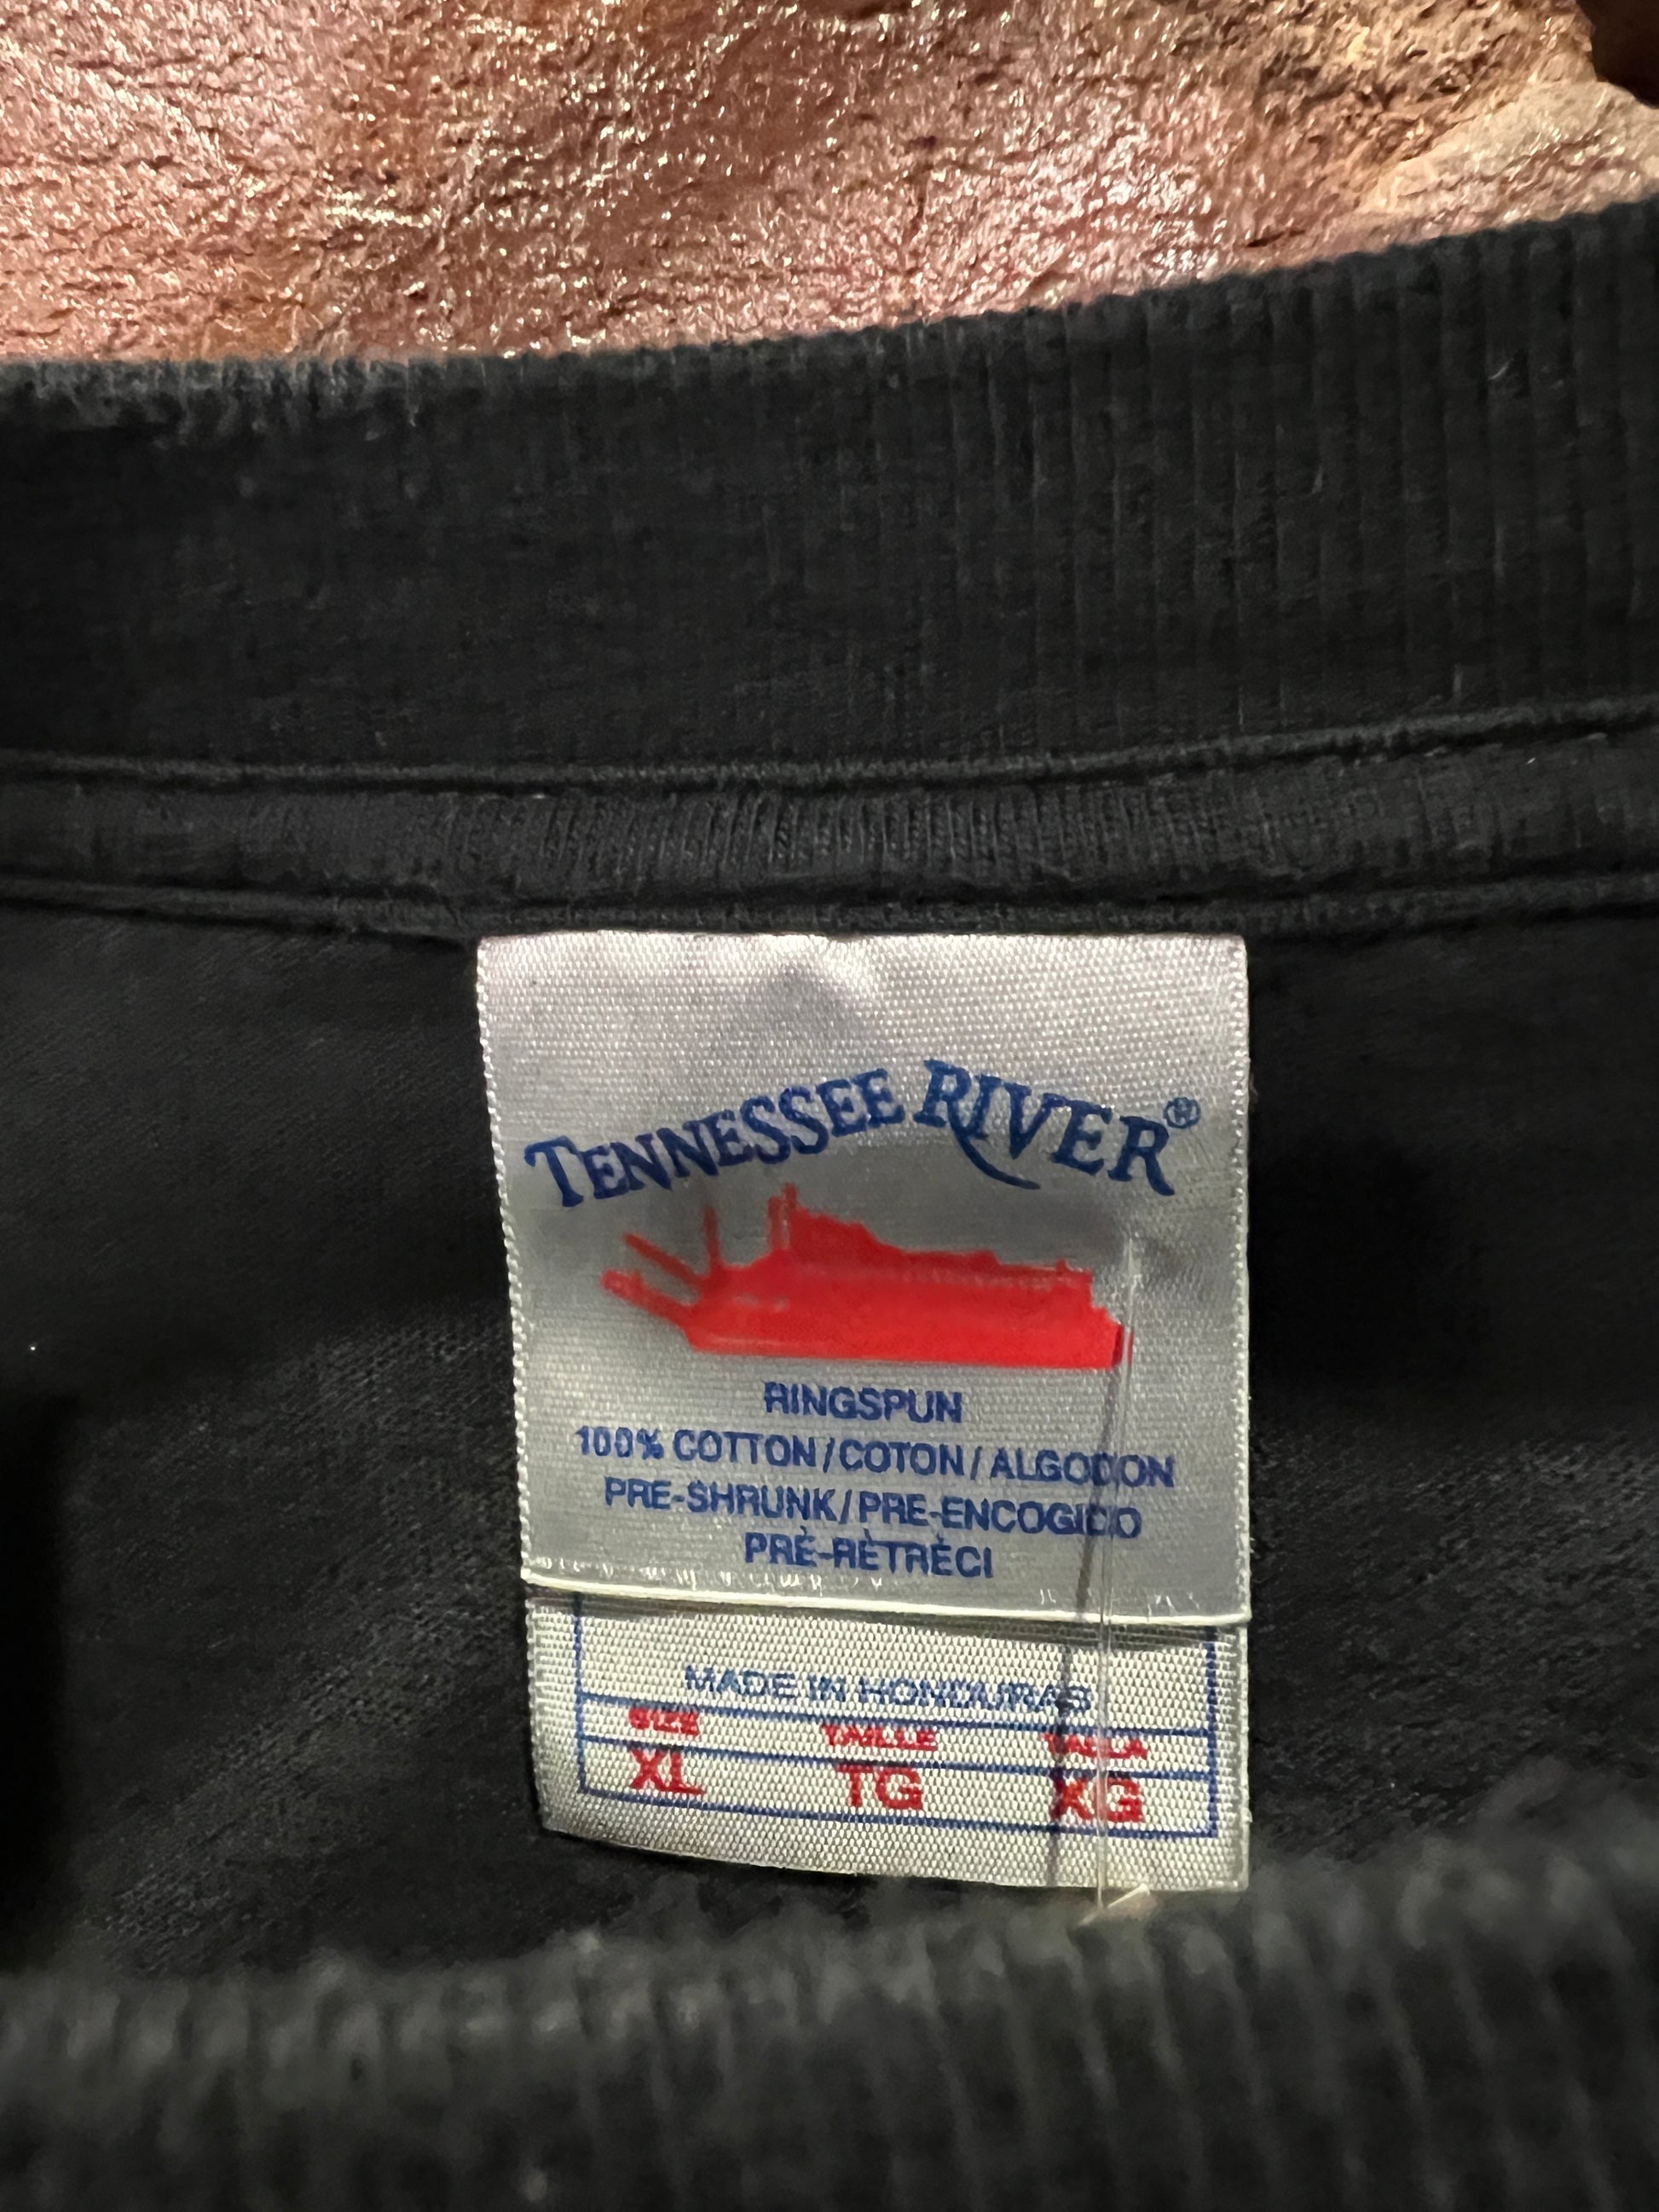 TENNESSEE RIVER®
RINGSPUN
100% COTTON/COTON/ALGODON
PRE-SHRUNK/PRE-ENCOGIDO
PRÉ-RÉTRÉCI
MADE IN HONDURAS
SIZE TAILLE TALLA
XL TG XG